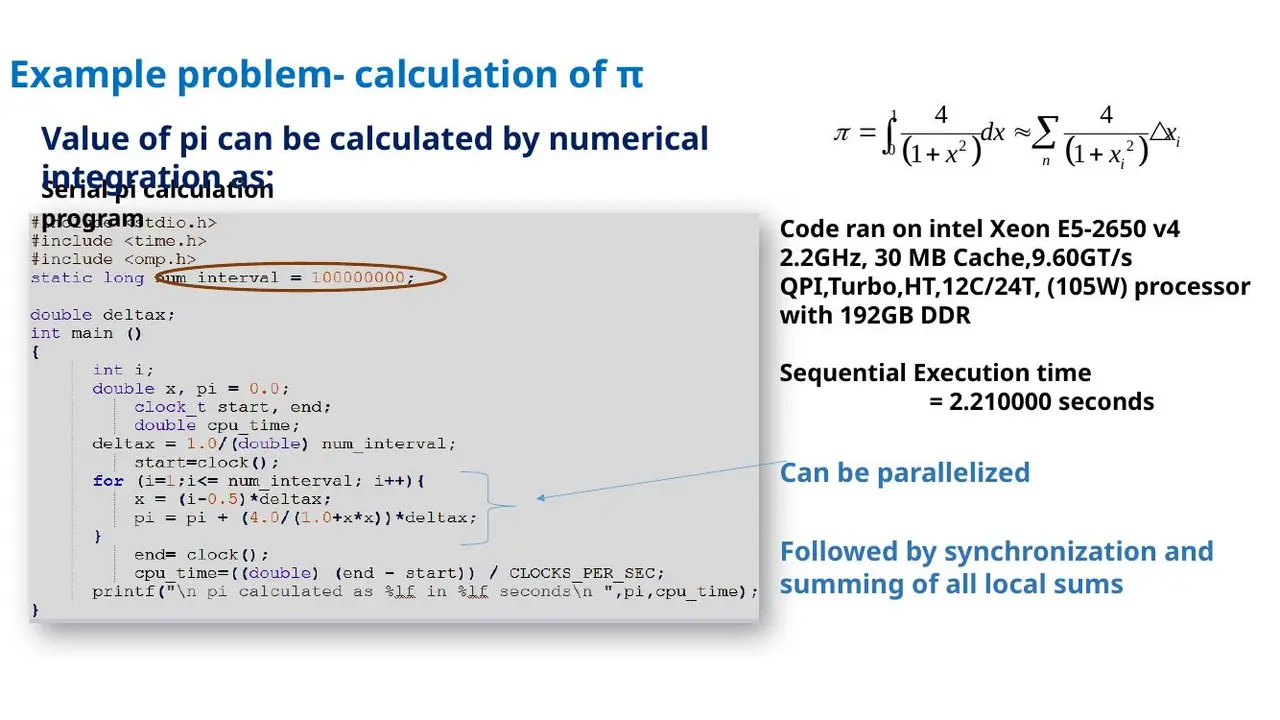 Example problem- calculation of π
Value of pi can be calculated by numerical
integration as:
π = ∫₀¹ 4/(1 + x²) dx ≈ ∑ₙ 4/(1 + xᵢ²) △xᵢ
Serial pi calculation
program
#include <stdio.h>
#include <time.h>
#include <omp.h>
static long num_interval = 100000000;
double deltax;
int main ()
{
int i;
double x, pi = 0.0;
clock_t start, end;
double cpu_time;
deltax = 1.0/(double) num_interval;
start=clock();
for (i=1;i<= num_interval; i++){
x = (i-0.5)*deltax;
pi = pi + (4.0/(1.0+x*x))*deltax;
}
end= clock();
cpu_time=((double) (end - start)) / CLOCKS_PER_SEC;
printf("\n pi calculated as %lf in %lf seconds\n ",pi,cpu_time);
}
Code ran on intel Xeon E5-2650 v4
2.2GHz, 30 MB Cache,9.60GT/s
QPI,Turbo,HT,12C/24T, (105W) processor
with 192GB DDR
Sequential Execution time
= 2.210000 seconds
Can be parallelized
Followed by synchronization and
summing of all local sums